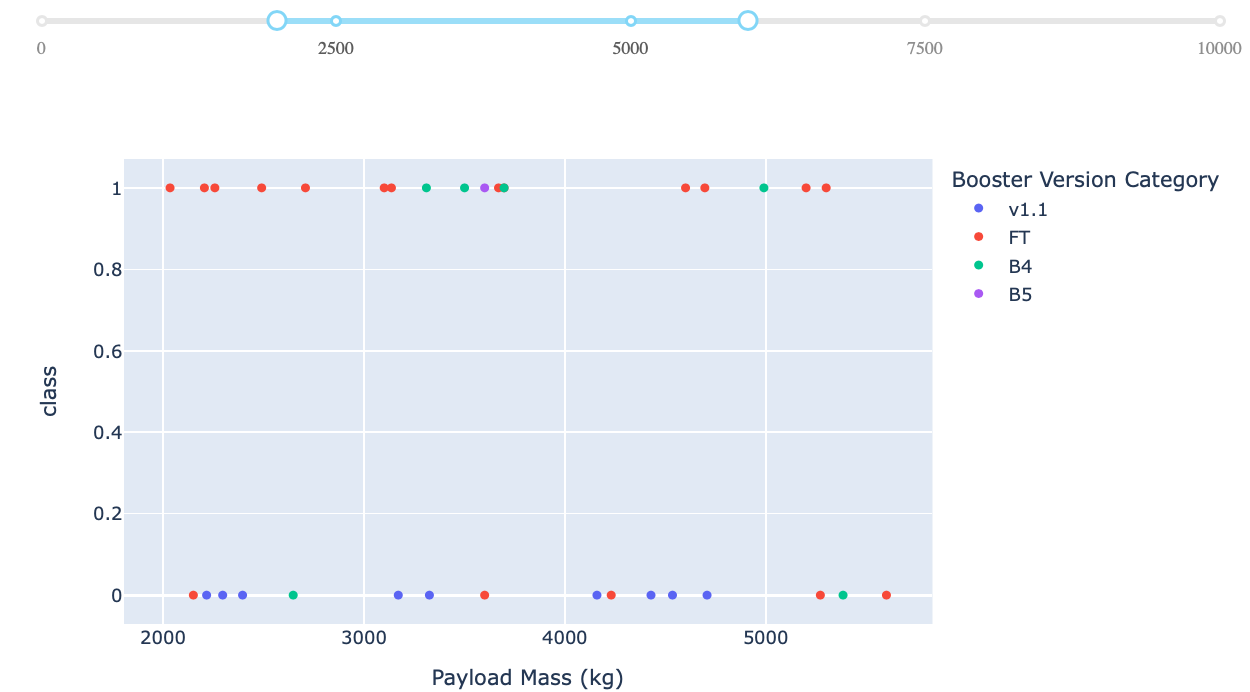 0 2500 5000 7500 10000
Booster Version Category
v1.1
FT
B4
B5
1
0.8
0.6
0.4
0.2
0
class
2000 3000 4000 5000
Payload Mass (kg)